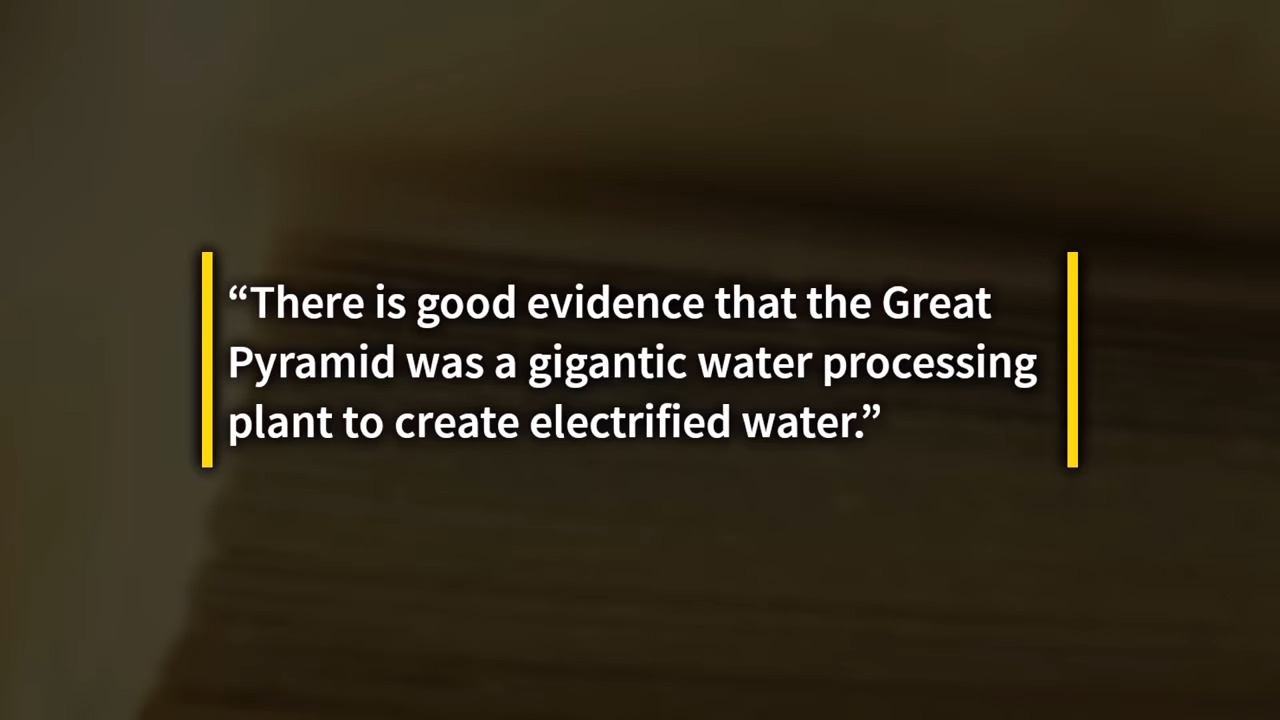 “There is good evidence that the Great
Pyramid was a gigantic water processing
plant to create electrified water.”